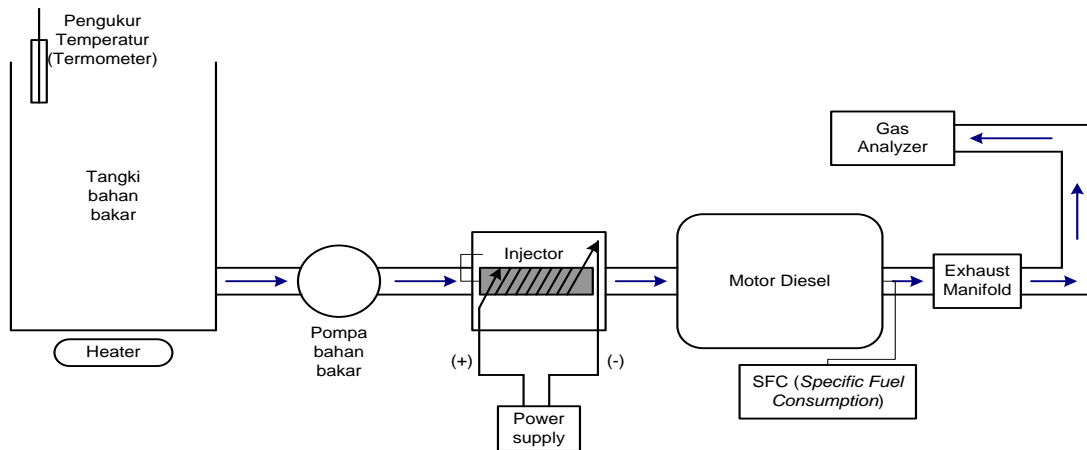 Pengukur
Temperatur
(Termometer)
Tangki
bahan
bakar
Heater
Pompa
bahan
bakar
Injector
(+)
(-)
Power
supply
Motor Diesel
SFC (Specific Fuel
Consumption)
Exhaust
Manifold
Gas
Analyzer